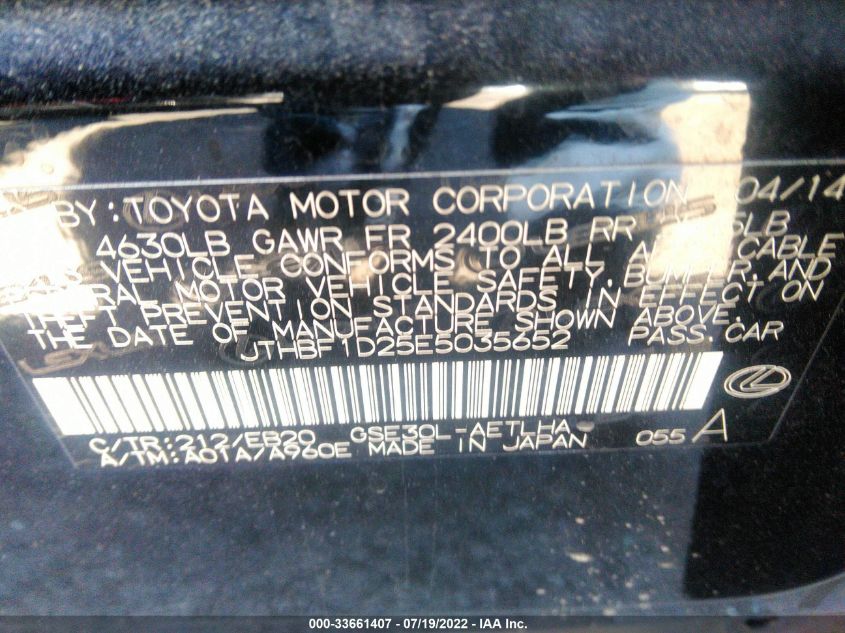 BY: TOYOTA MOTOR CORPORATION 04/14
4630LB GAWR FR 2400LB RR 5LB
VEHICLE CONFORMS TO ALL
MOTOR VEHICLE SAFETY, BUMPER, AND
THEFT PREVENTION STANDARDS IN EFFECT ON
THE DATE OF MANUFACTURE SHOWN ABOVE.
JTHBF1D25E5035652 PASS. CAR
C/TR: 212/EB20 GSE30L-AETLHA
A/TM: A01A/A960E MADE IN JAPAN 055 A
000-33661407 - 07/19/2022 - IAA Inc.